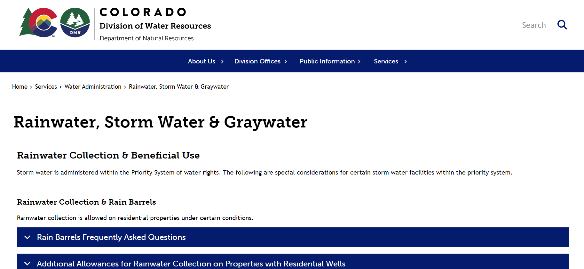 COLORADO
Division of Water Resources
Department of Natural Resources
DNR
Search
About Us
Division Offices
Public Information
Services
Home › Services › Water Administration › Rainwater, Storm Water & Graywater
Rainwater, Storm Water & Graywater
Rainwater Collection & Beneficial Use
Storm water is administered within the Priority System of water rights. The following are special considerations for certain storm water facilities within the priority system.
Rainwater Collection & Rain Barrels
Rainwater collection is allowed on residential properties under certain conditions.
Rain Barrels Frequently Asked Questions
Additional Allowances for Rainwater Collection on Properties with Residential Wells